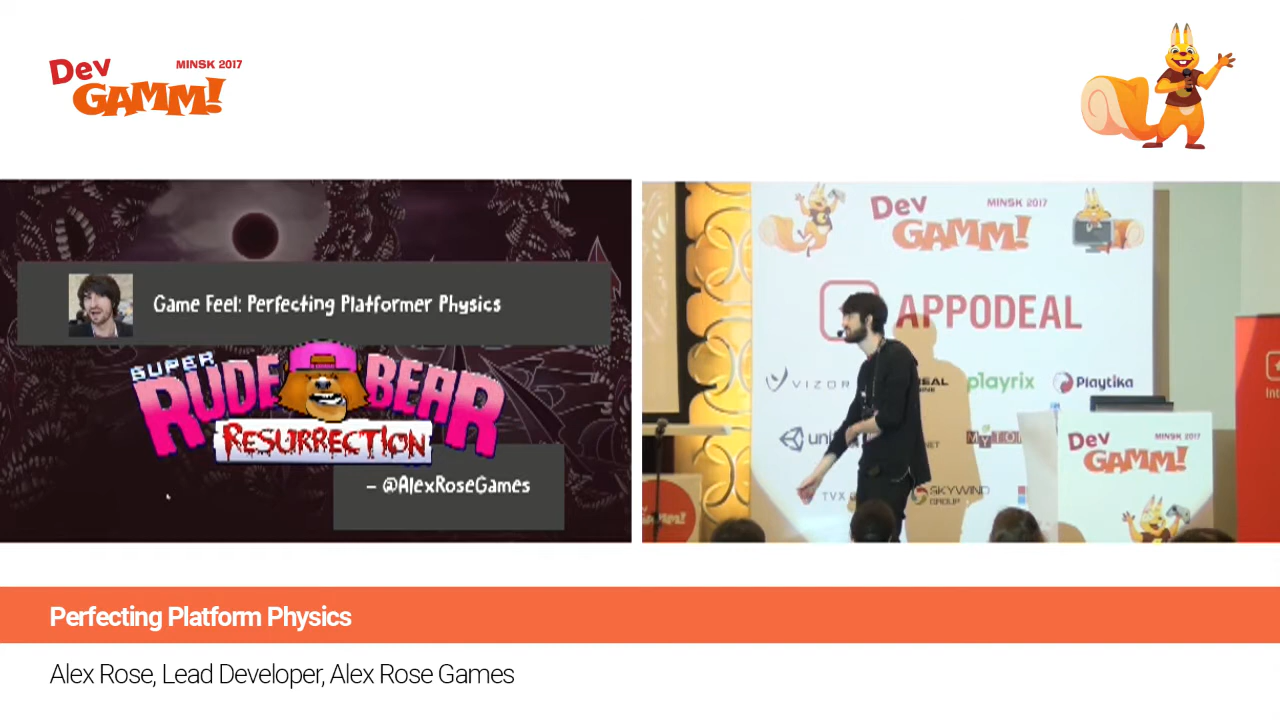 Dev
GAMM!
MINSK 2017
Game Feel: Perfecting Platformer Physics
SUPER
RUDE BEAR
RESURRECTION
– @AlexRoseGames
Dev
GAMM!
MINSK 2017
APPODEAL
VIZOR
playrix
Playtika
SKYWIND
GROUP
Dev
GAMM!
MINSK 2017
Perfecting Platform Physics
Alex Rose, Lead Developer, Alex Rose Games